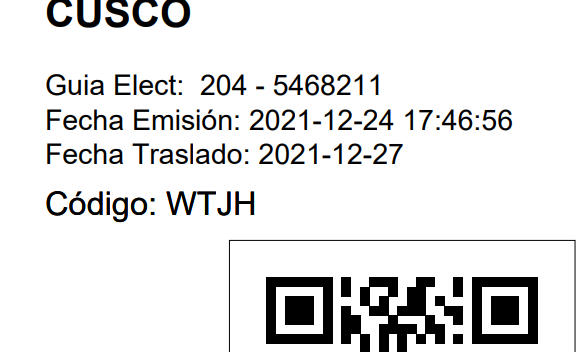 CUSCO
Guia Elect: 204 - 5468211
Fecha Emisión: 2021-12-24 17:46:56
Fecha Traslado: 2021-12-27
Código: WTJH